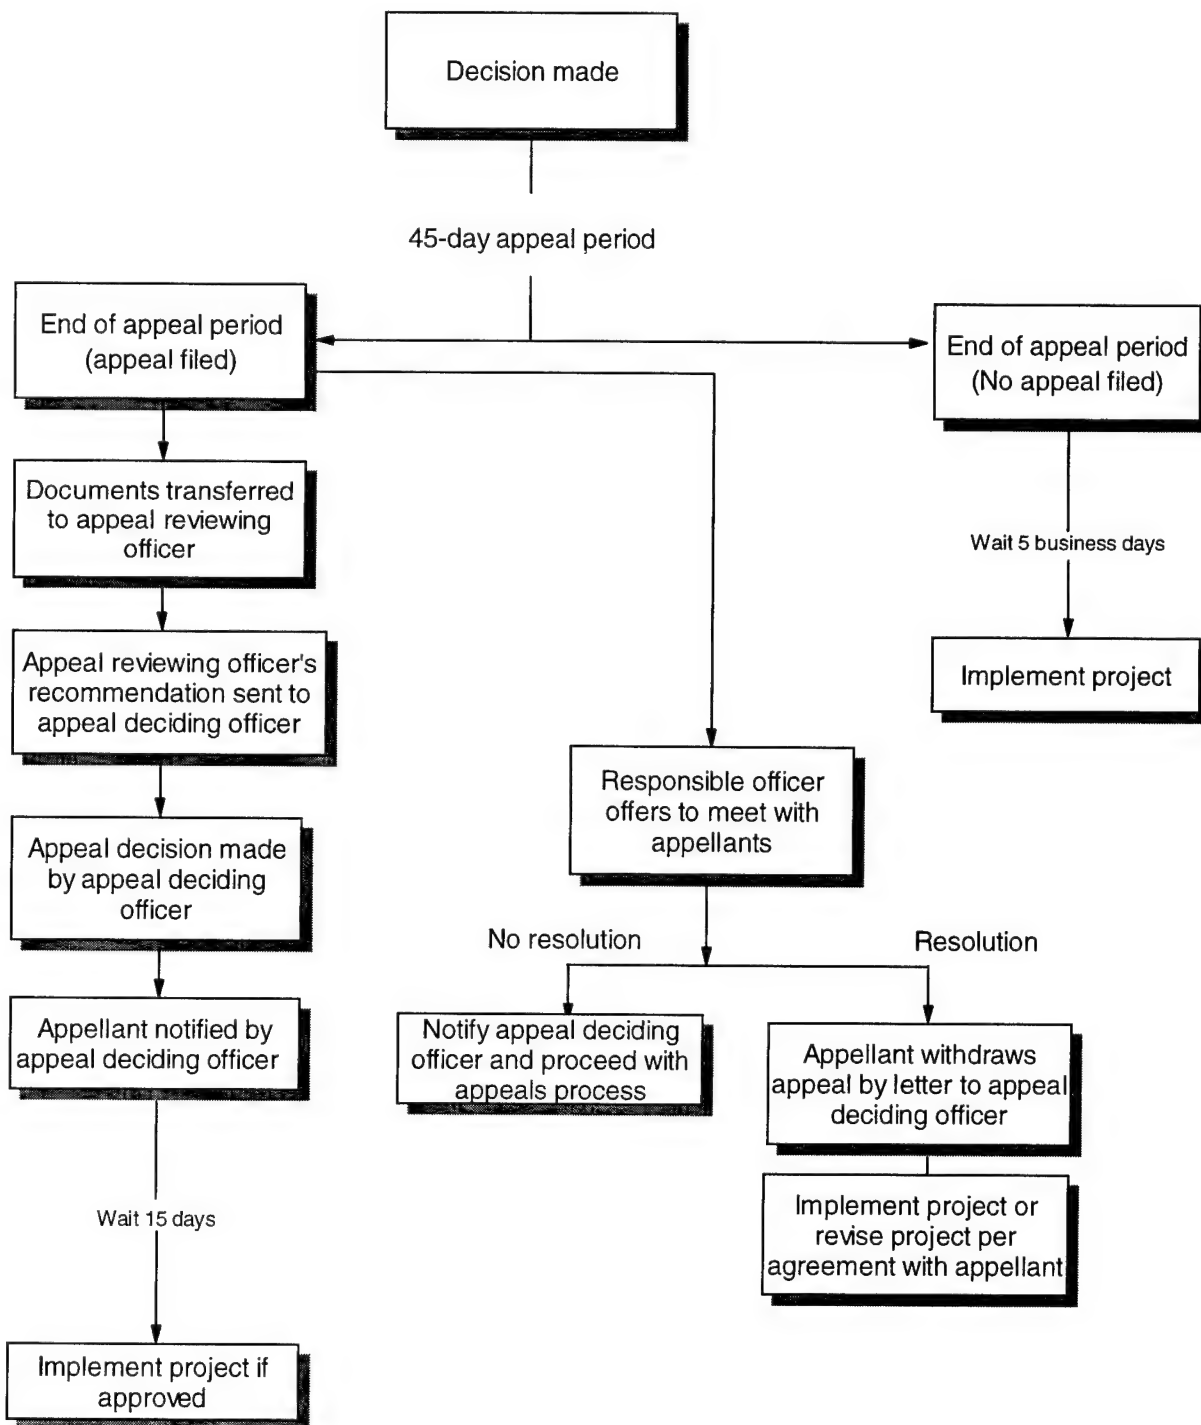 Decision made
45-day appeal period
End of appeal period
(appeal filed)
End of appeal period
(No appeal filed)
Documents transferred
to appeal reviewing
officer
Wait 5 business days
Appeal reviewing officer's
recommendation sent to
appeal deciding officer
Implement project
Responsible officer
offers to meet with
appellants
Appeal decision made
by appeal deciding
officer
No resolution
Resolution
Appellant notified by
appeal deciding officer
Notify appeal deciding
officer and proceed with
appeals process
Appellant withdraws
appeal by letter to appeal
deciding officer
Wait 15 days
Implement project or
revise project per
agreement with appellant
Implement project if
approved